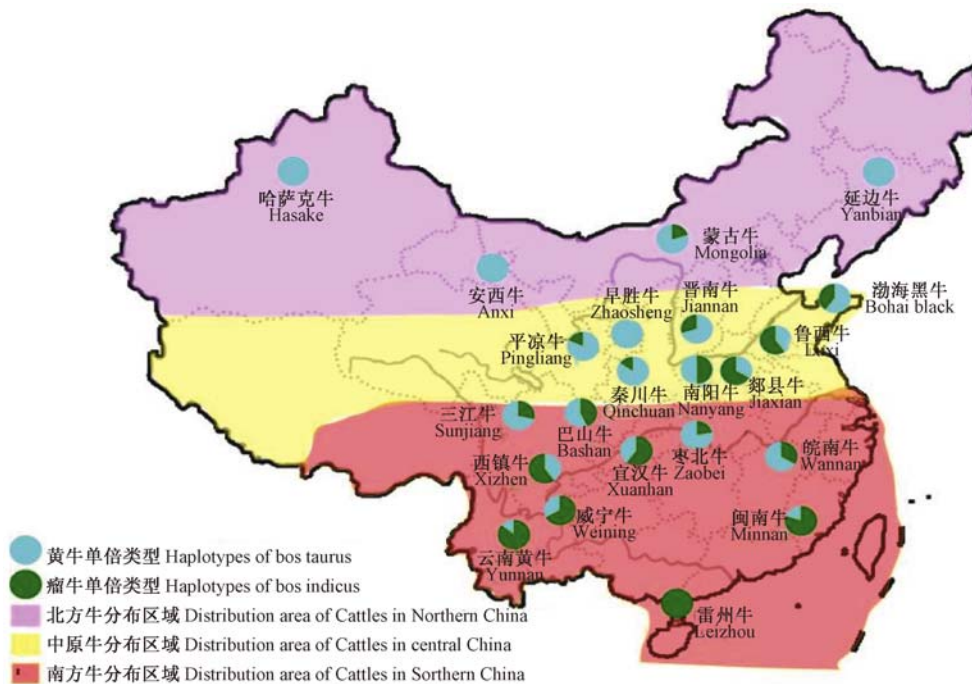 哈萨克牛
Hasake
延边牛
Yanbian
蒙古牛
Mongolia
安西牛
Anxi
早胜牛
Zhaosheng
晋南牛
Jiannan
渤海黑牛
Bohai black
平凉牛
Pingliang
鲁西牛
Luxi
秦川牛
Qinchuan
南阳牛
Nanyang
郏县牛
Jiaxian
三江牛
Sunjiang
巴山牛
Bashan
枣北牛
Zaobei
西镇牛
Xizhen
宣汉牛
Xuanhan
皖南牛
Wannan
威宁牛
Weining
闽南牛
Minnan
云南黄牛
Yunnan
雷州牛
Leizhou
黄牛单倍类型 Haplotypes of bos taurus
瘤牛单倍类型 Haplotypes of bos indicus
北方牛分布区域 Distribution area of Cattles in Northern China
中原牛分布区域 Distribution area of Cattles in central China
南方牛分布区域 Distribution area of Cattles in Sorthern China